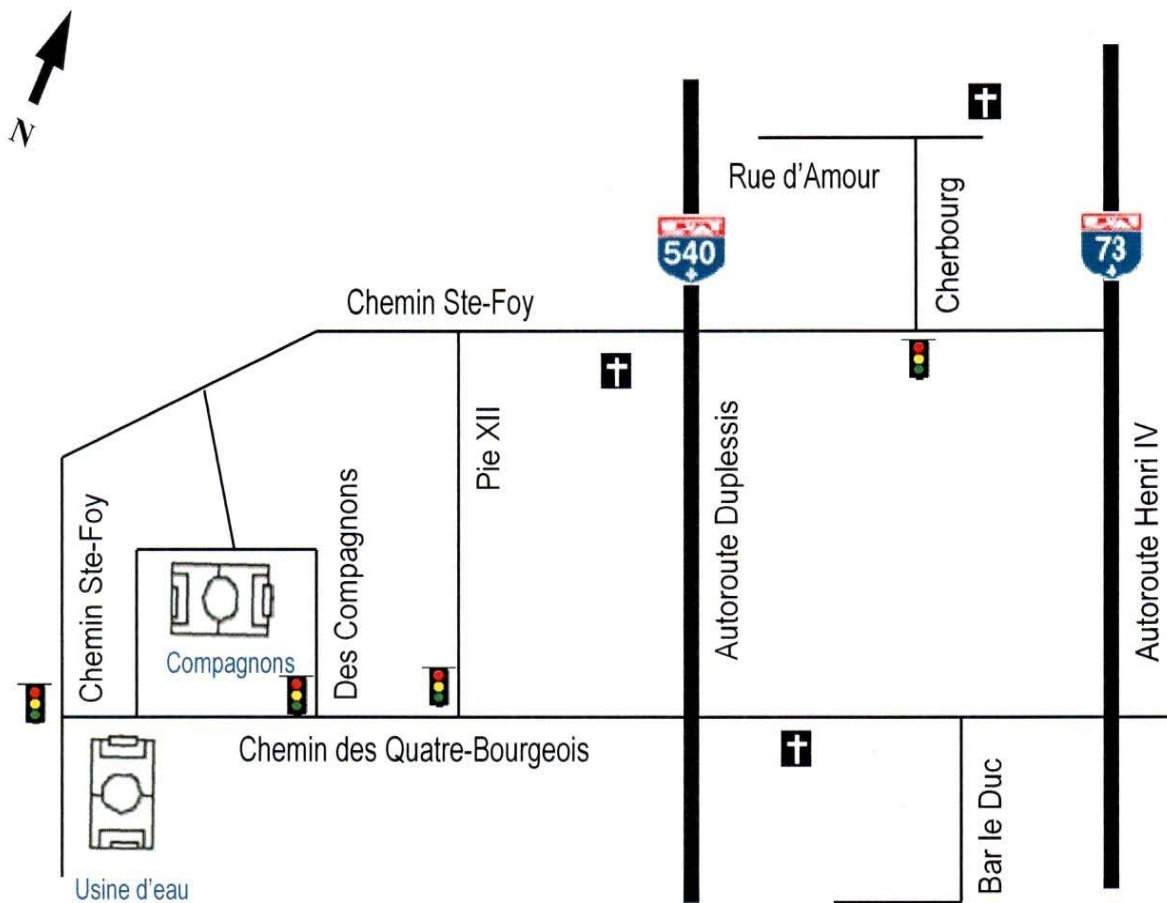 N
Rue d'Amour
Cherbourg
540
73
Chemin Ste-Foy
Pie XII
Autoroute Duplessis
Autoroute Henri IV
Chemin Ste-Foy
Des Compagnons
Compagnons
Chemin des Quatre-Bourgeois
Bar le Duc
Usine d'eau